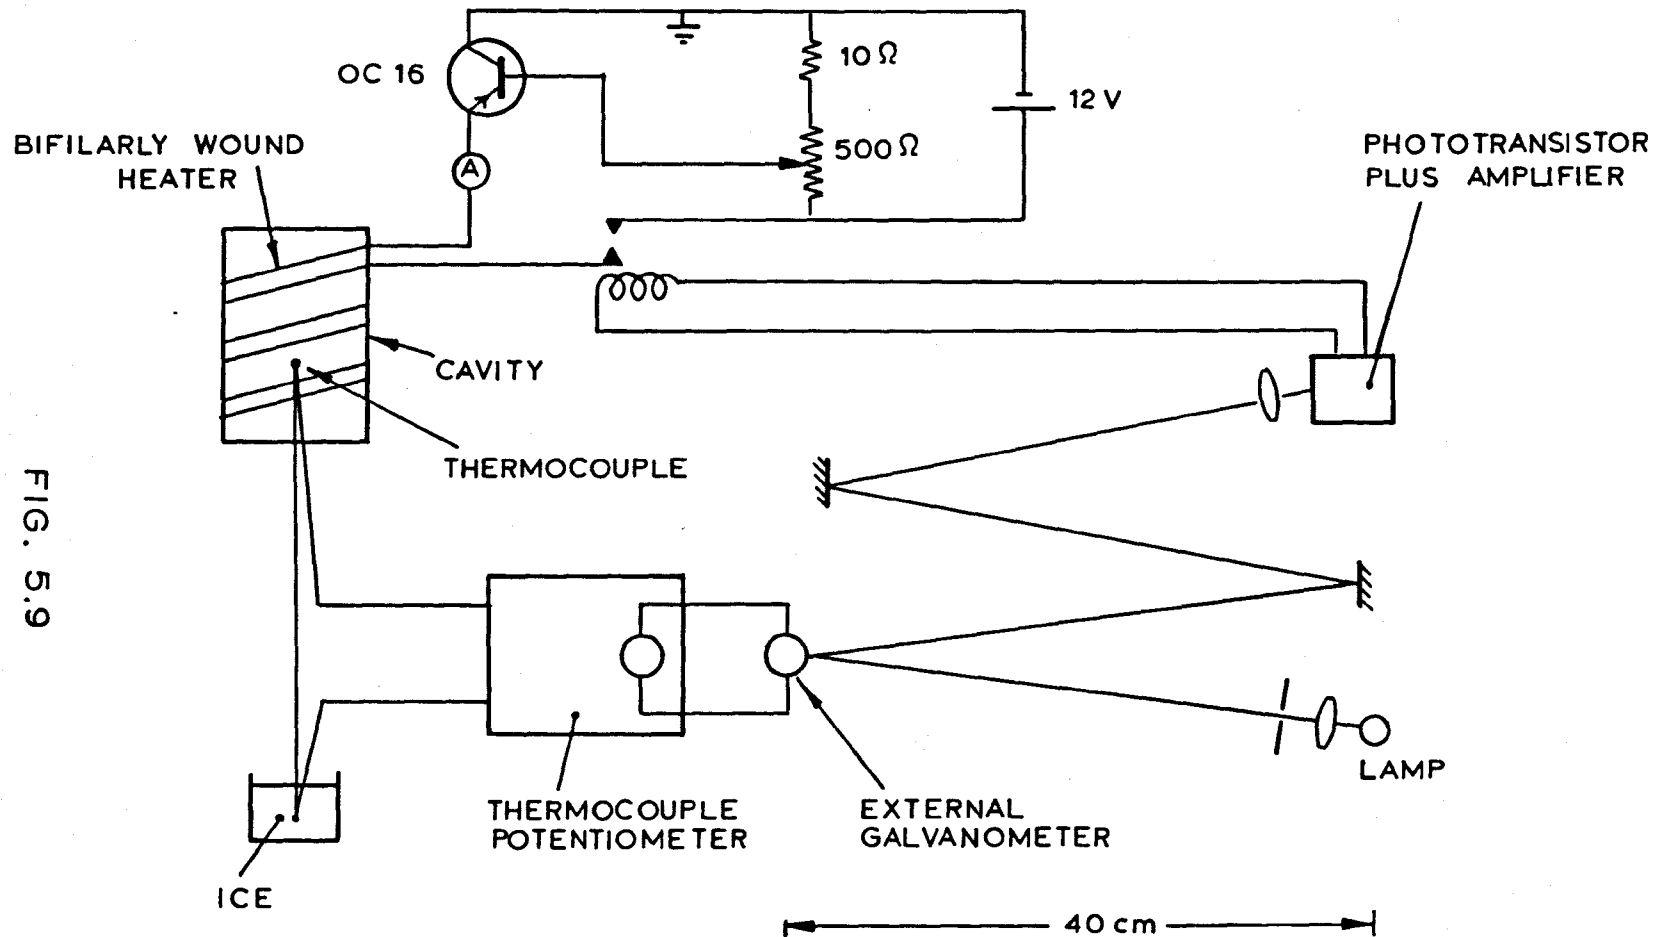 OC 16
10 Ω
12 V
500 Ω
BIFILARLY WOUND
HEATER
A
PHOTOTRANSISTOR
PLUS AMPLIFIER
CAVITY
THERMOCOUPLE
FIG. 5.9
LAMP
THERMOCOUPLE
POTENTIOMETER
EXTERNAL
GALVANOMETER
ICE
40 cm